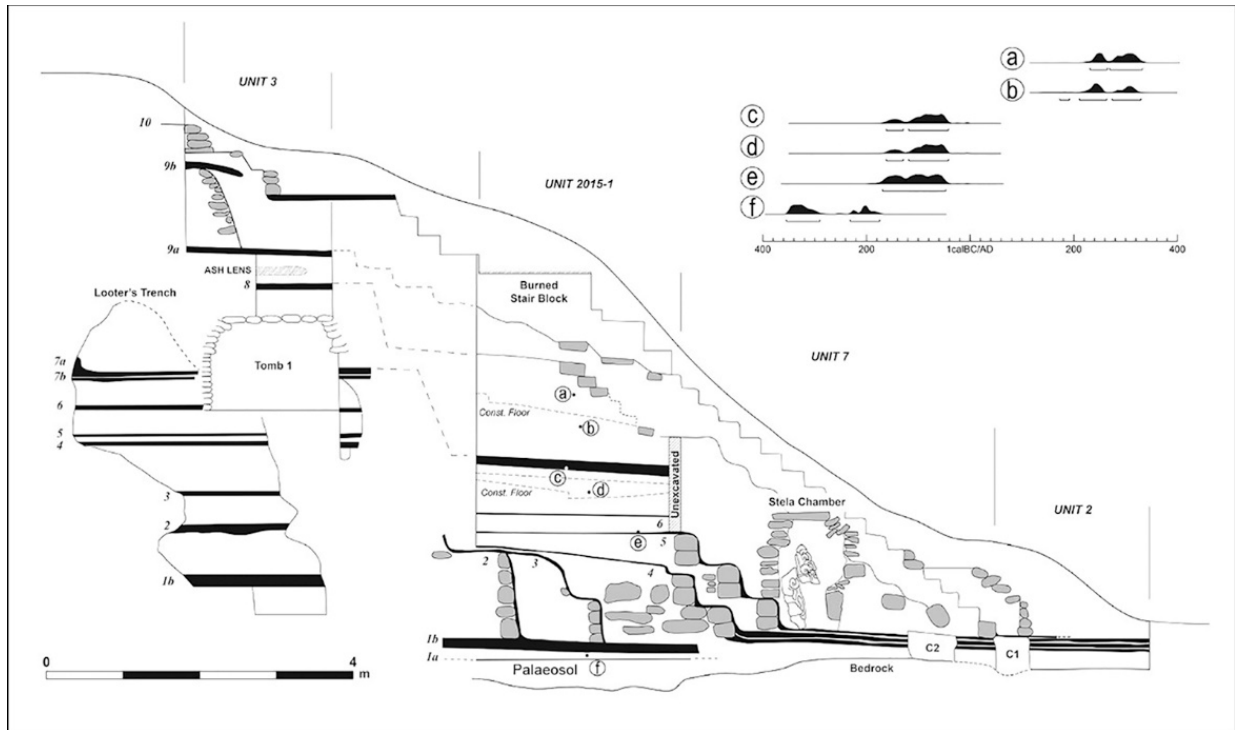 UNIT 3
10
9b
9a
ASH LENS
8
Looter's Trench
Tomb 1
7a
7b
6
5
4
3
2
1b
UNIT 2015-1
Burned
Stair Block
a
Const. Floor
b
c
d
Const. Floor
Unexcavated
6
e
5
2
3
4
1b
1a
Palaeosol
f
UNIT 7
Stela Chamber
UNIT 2
C2
C1
Bedrock
a
b
c
d
e
f
400 200 1calBC/AD 200 400
0 4
m